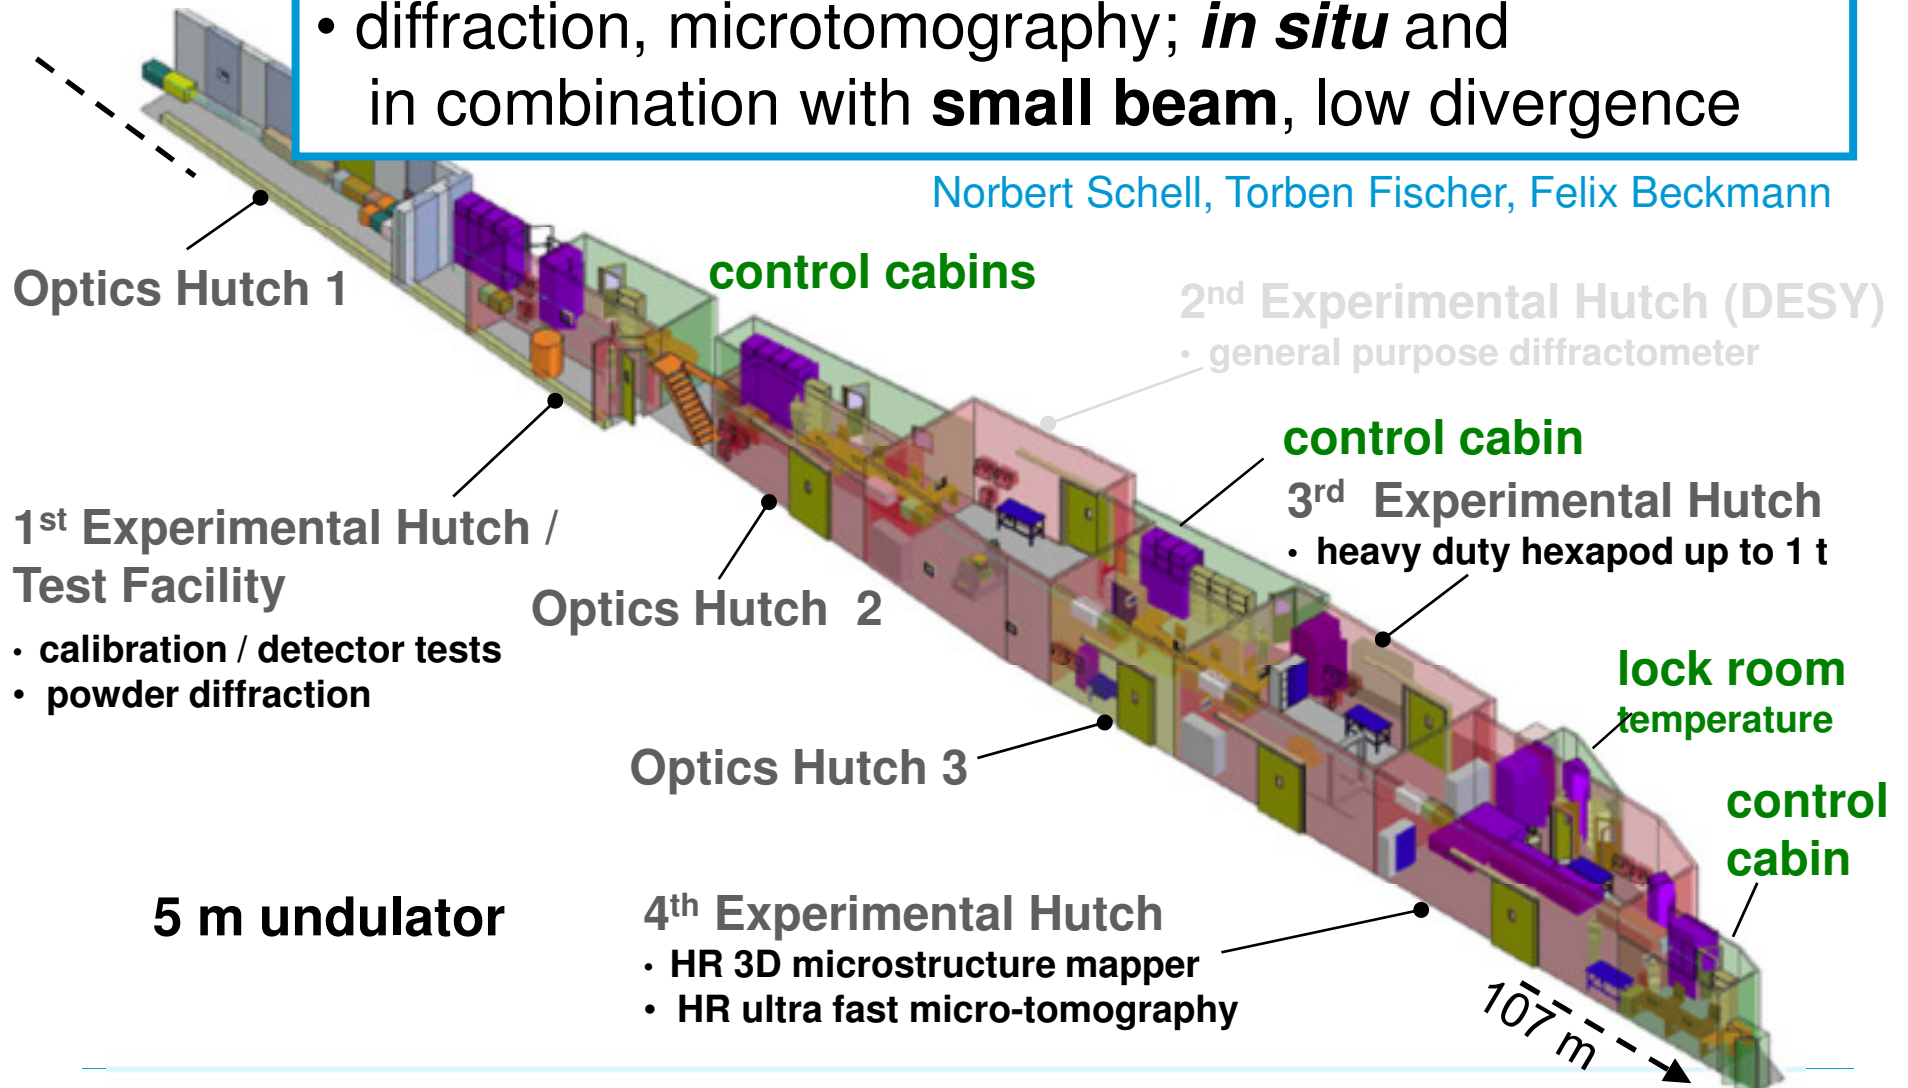 • diffraction, microtomography; in situ and
in combination with small beam, low divergence
Norbert Schell, Torben Fischer, Felix Beckmann
Optics Hutch 1
control cabins
2nd Experimental Hutch (DESY)
• general purpose diffractometer
control cabin
3rd Experimental Hutch
• heavy duty hexapod up to 1 t
1st Experimental Hutch /
Test Facility
• calibration / detector tests
• powder diffraction
Optics Hutch 2
lock room
temperature
Optics Hutch 3
control
cabin
5 m undulator
4th Experimental Hutch
• HR 3D microstructure mapper
• HR ultra fast micro-tomography
107 m